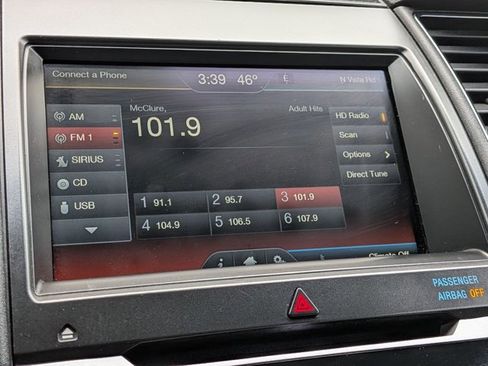 Connect a Phone 3:39 46° E N Vista Rd
AM
FM 1
SIRIUS
CD
USB
McClure, Adult Hits
101.9
HD Radio
Scan
Options
Direct Tune
1 91.1 2 95.7 3 101.9
4 104.9 5 106.5 6 107.9
Climate Off
PASSENGER
AIRBAG OFF